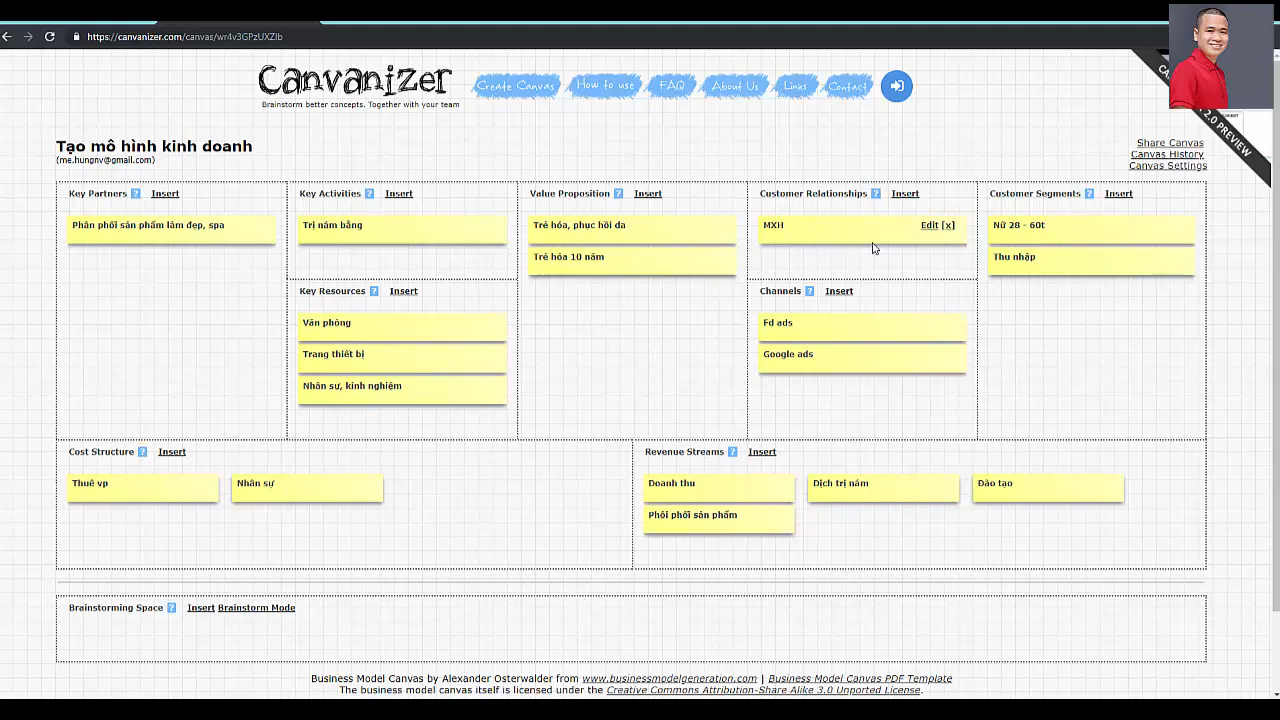 https://canvanizer.com/canvas/wr4v3GPzUXZIb
Canvanizer
Brainstorm better concepts. Together with your team
Create Canvas
How to use
FAQ
About Us
Links
Contact
2.0 PREVIEW
Tạo mô hình kinh doanh
(me.hungnv@gmail.com)
Share Canvas
Canvas History
Canvas Settings
Key Partners ? Insert
Phân phối sản phẩm làm đẹp, spa
Key Activities ? Insert
Trị nám bằng
Key Resources ? Insert
Văn phòng
Trang thiết bị
Nhân sự, kinh nghiệm
Value Proposition ? Insert
Trẻ hóa, phục hồi da
Trẻ hóa 10 năm
Customer Relationships ? Insert
MXH Edit [x]
Channels ? Insert
Fd ads
Google ads
Customer Segments ? Insert
Nữ 28 - 60t
Thu nhập
Cost Structure ? Insert
Thuê vp
Nhân sự
Revenue Streams ? Insert
Doanh thu
Dịch trị nám
Đào tạo
Phôi phối sản phẩm
Brainstorming Space ? Insert Brainstorm Mode
Business Model Canvas by Alexander Osterwalder from www.businessmodelgeneration.com | Business Model Canvas PDF Template
The business model canvas itself is licensed under the Creative Commons Attribution-Share Alike 3.0 Unported License.